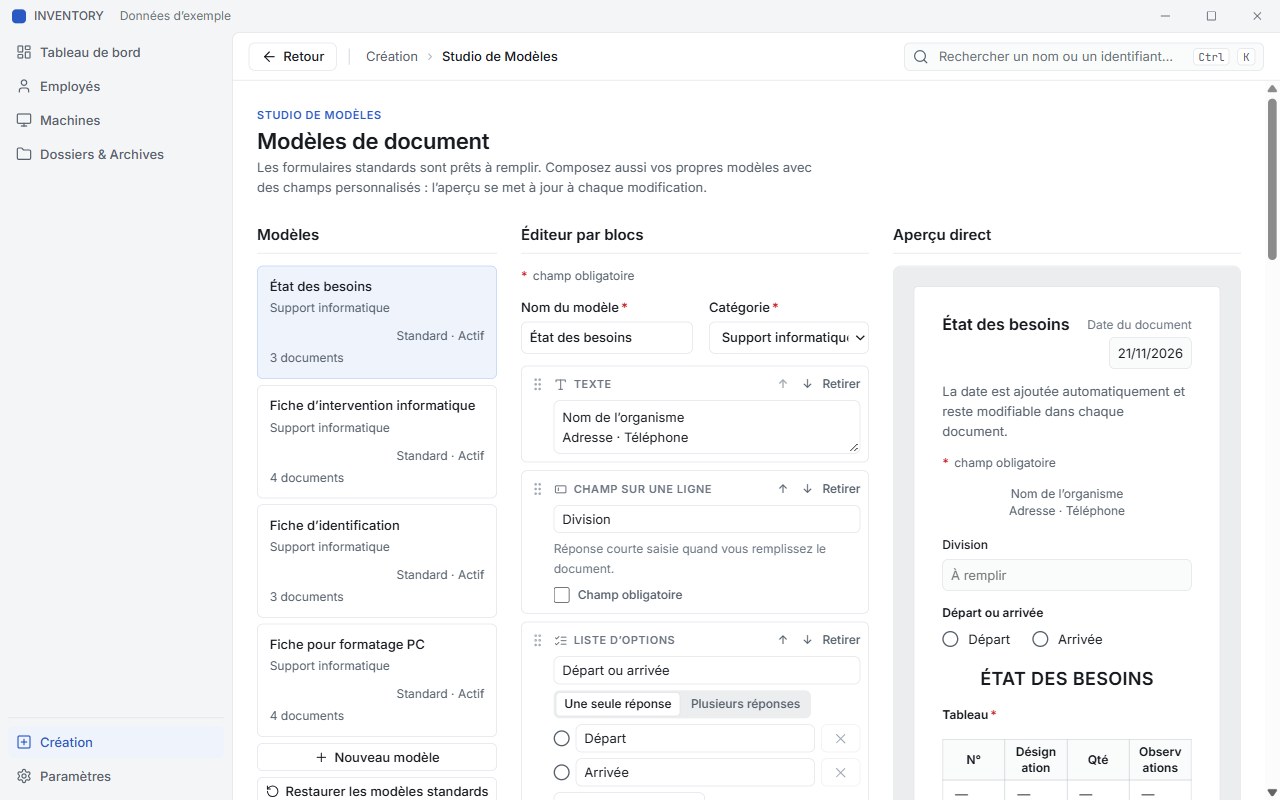 INVENTORY Données d’exemple
Tableau de bord
Employés
Machines
Dossiers & Archives
Création
Paramètres
Retour
Création › Studio de Modèles
Rechercher un nom ou un identifiant… Ctrl K
STUDIO DE MODÈLES
Modèles de document
Les formulaires standards sont prêts à remplir. Composez aussi vos propres modèles avec
des champs personnalisés : l’aperçu se met à jour à chaque modification.
Modèles
État des besoins
Support informatique
Standard · Actif
3 documents
Fiche d’intervention informatique
Support informatique
Standard · Actif
4 documents
Fiche d’identification
Support informatique
Standard · Actif
3 documents
Fiche pour formatage PC
Support informatique
Standard · Actif
4 documents
Nouveau modèle
Restaurer les modèles standards
Éditeur par blocs
* champ obligatoire
Nom du modèle * Catégorie *
État des besoins Support informatique
TEXTE Retirer
Nom de l’organisme
Adresse · Téléphone
CHAMP SUR UNE LIGNE Retirer
Division
Réponse courte saisie quand vous remplissez le
document.
Champ obligatoire
LISTE D’OPTIONS Retirer
Départ ou arrivée
Une seule réponse Plusieurs réponses
Départ
Arrivée
Aperçu direct
État des besoins Date du document
21/11/2026
La date est ajoutée automatiquement et
reste modifiable dans chaque
document.
* champ obligatoire
Nom de l’organisme
Adresse · Téléphone
Division
À remplir
Départ ou arrivée
Départ Arrivée
ÉTAT DES BESOINS
Tableau *
N° Désign Qté Observ
ation ations
— — — —